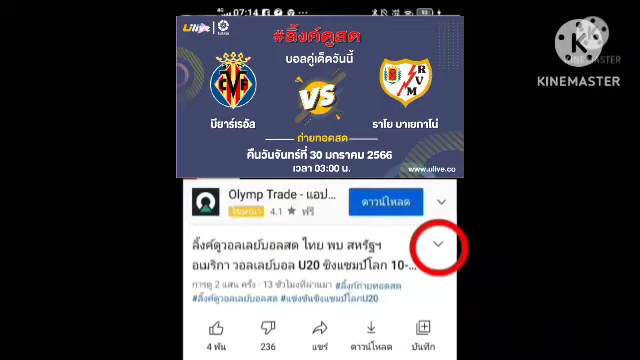 07:14
Ulive
#ลิ้งค์ดูสด
บอลคู่เด็ดวันนี้
CVF
VS
RVM
บียาร์เรอัล
ราโย บาเยกาโน่
ถ่ายทอดสด
คืนวันจันทร์ที่ 30 มกราคม 2566
เวลา 03:00 น.
www.ulive.co
K
KINEMASTER
Olymp Trade - แอป...
โฆษณา 4.1 ★ ฟรี
ดาวน์โหลด
ลิ้งค์ดูวอลเลย์บอลสด ไทย พบ สหรัฐฯ
อเมริกา วอลเลย์บอล U20 ชิงแชมป์โลก 10-...
การดู 2 แสน ครั้ง · 13 ชั่วโมงที่ผ่านมา #ลิ้งก์ถ่ายทอดสด
#ลิ้งค์ดูวอลเลย์บอลสด #แข่งขันชิงแชมป์โลกU20
4 พัน
236
แชร์
ดาวน์โหลด
บันทึก